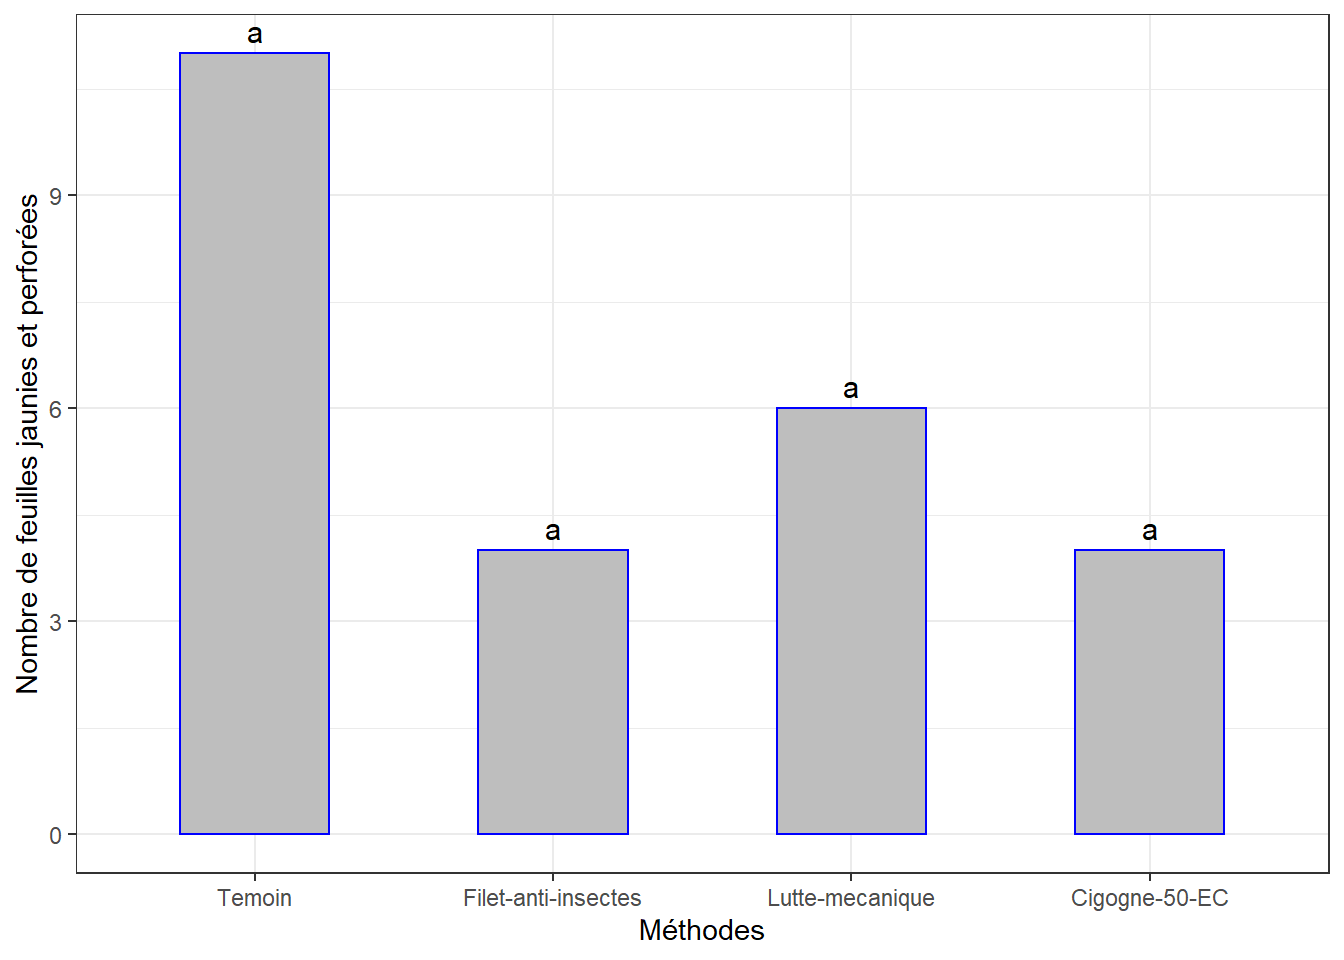 a
9
a
6
a
a
3
0
Nombre de feuilles jaunies et perforées
Temoin Filet-anti-insectes Lutte-mecanique Cigogne-50-EC
Méthodes